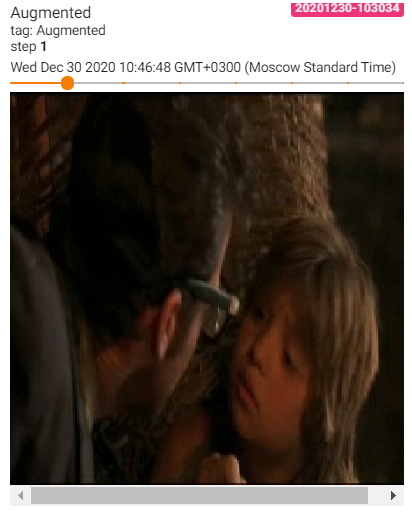 Augmented
20201230-103034
tag: Augmented
step 1
Wed Dec 30 2020 10:46:48 GMT+0300 (Moscow Standard Time)